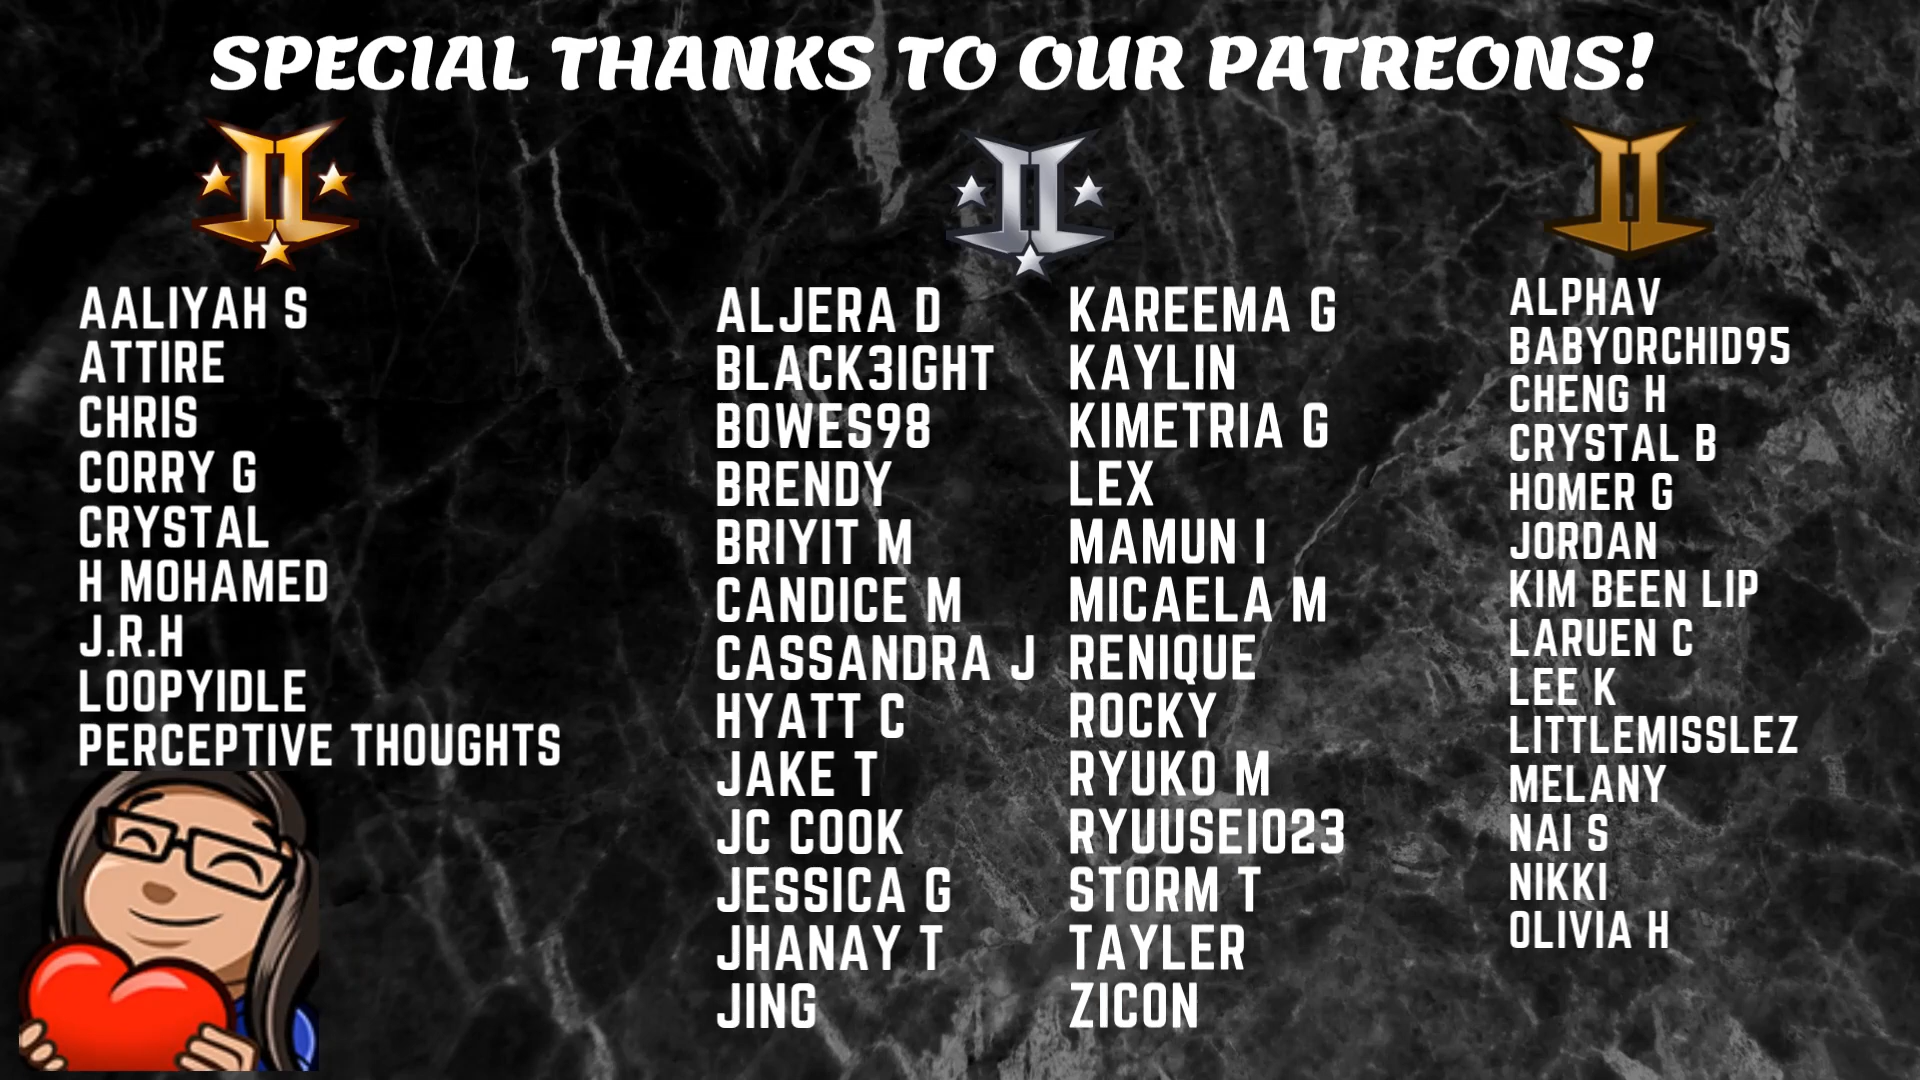 SPECIAL THANKS TO OUR PATREONS!
AALIYAH S
ATTIRE
CHRIS
CORRY G
CRYSTAL
H MOHAMED
J.R.H
LOOPYIDLE
PERCEPTIVE THOUGHTS
ALJERA D
BLACK3IGHT
BOWES98
BRENDY
BRIYIT M
CANDICE M
CASSANDRA J
HYATT C
JAKE T
JC COOK
JESSICA G
JHANAY T
JING
KAREEMA G
KAYLIN
KIMETRIA G
LEX
MAMUN I
MICAELA M
RENIQUE
ROCKY
RYUKO M
RYUUSEI023
STORM T
TAYLER
ZICON
ALPHAV
BABYORCHID95
CHENG H
CRYSTAL B
HOMER G
JORDAN
KIM BEEN LIP
LARUEN C
LEE K
LITTLEMISSLEZ
MELANY
NAI S
NIKKI
OLIVIA H